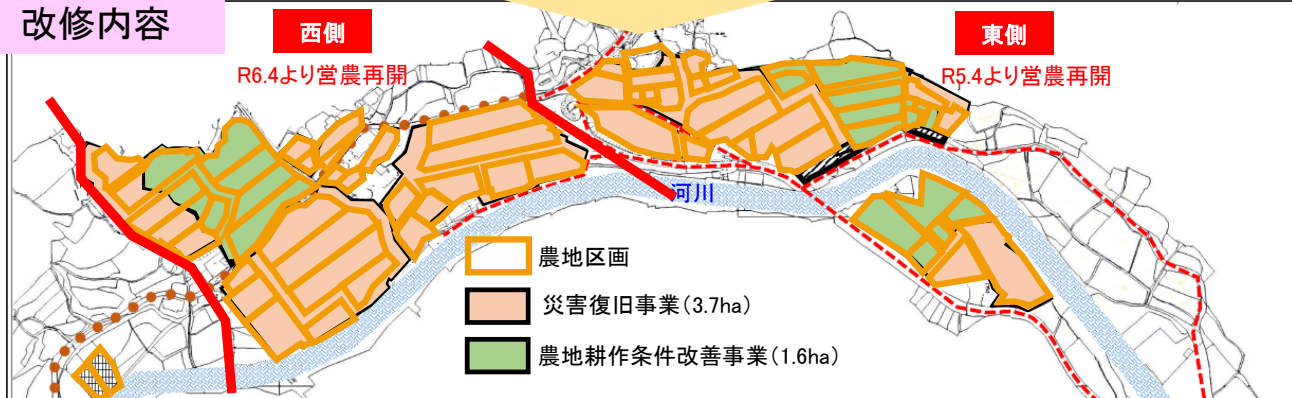 改修内容
西側
R6.4より営農再開
東側
R5.4より営農再開
河川
農地区画
災害復旧事業(3.7ha)
農地耕作条件改善事業(1.6ha)